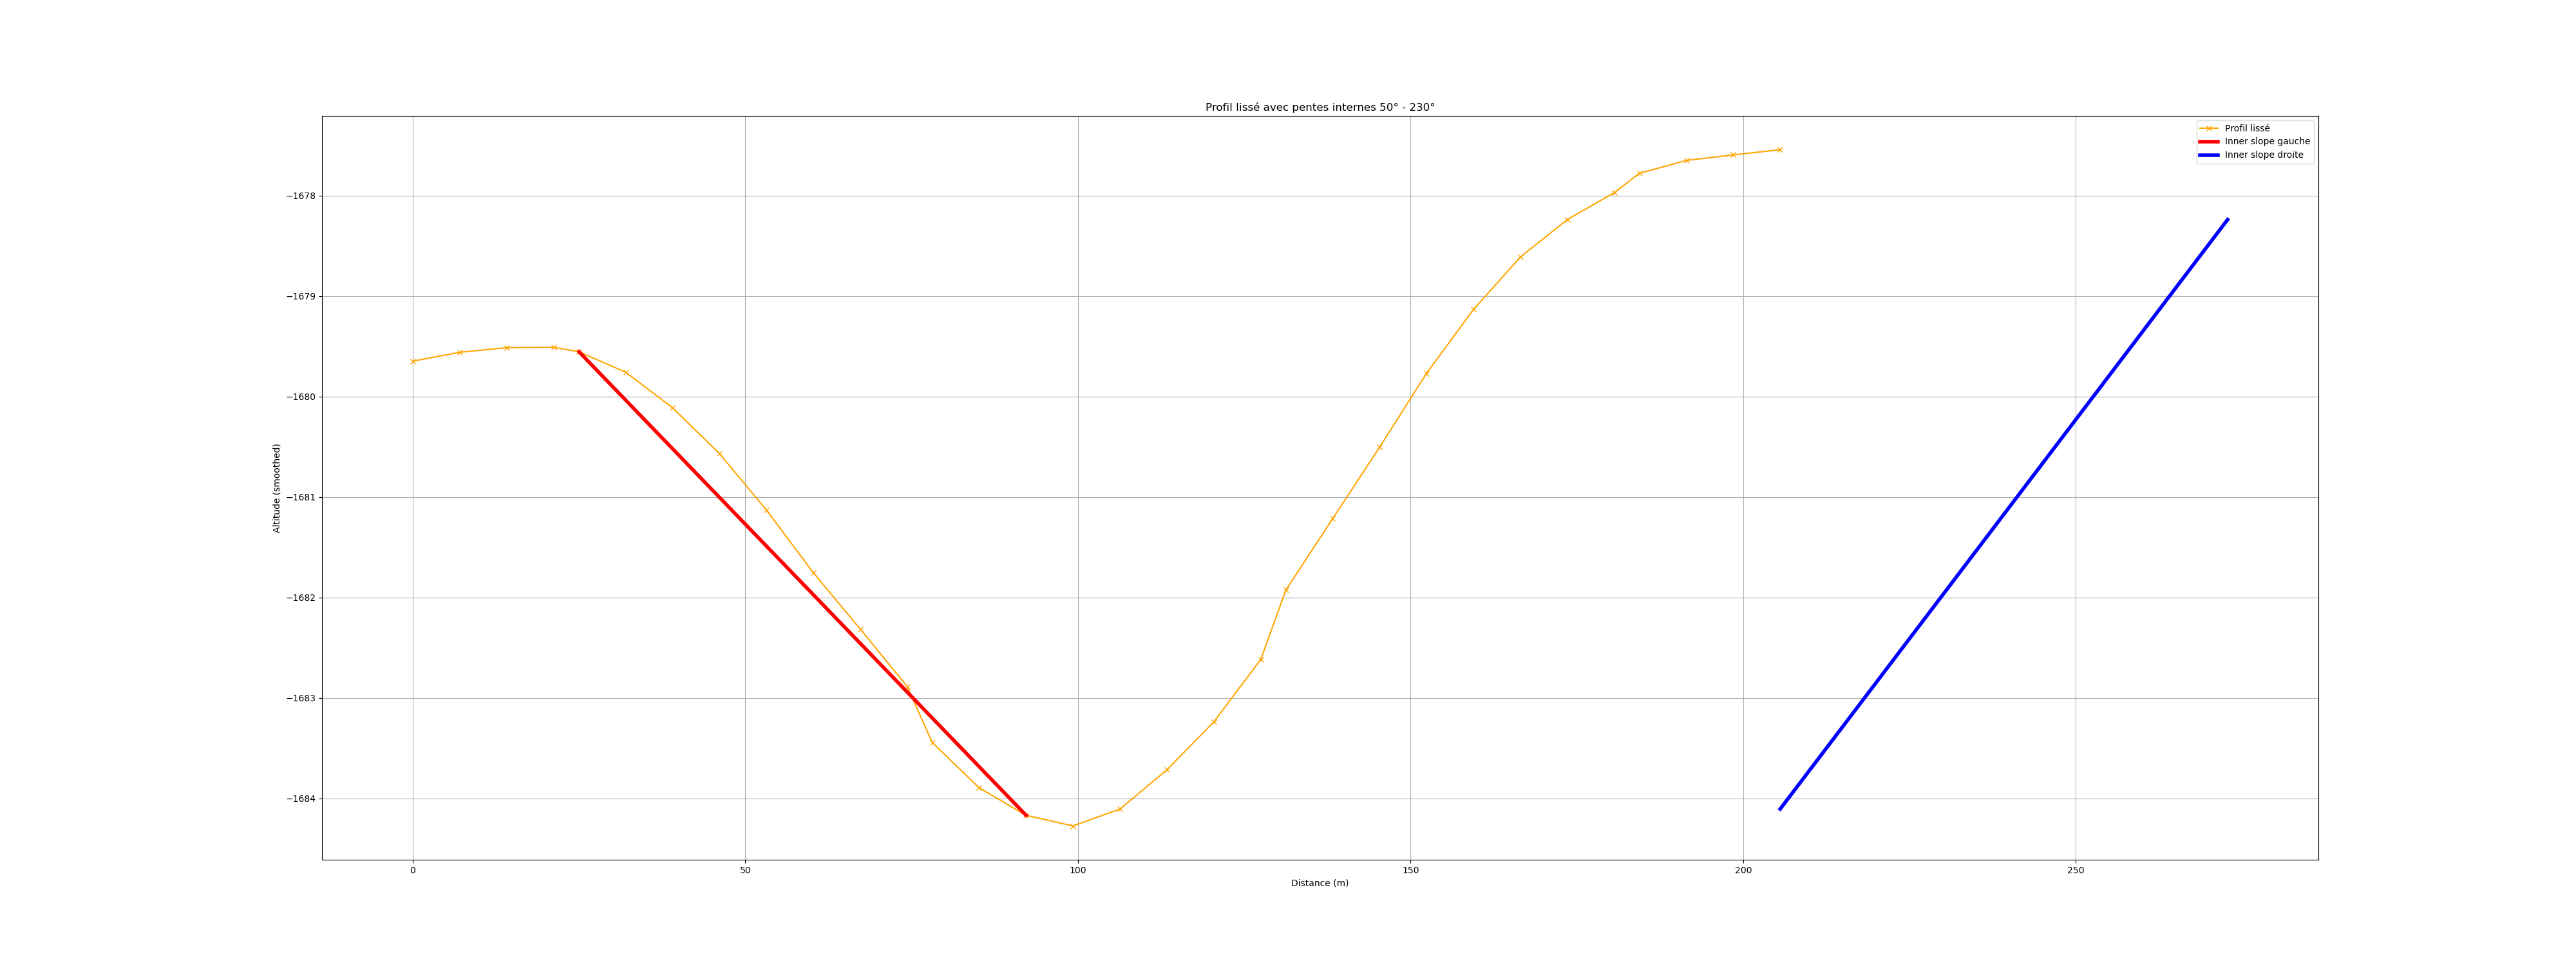 Profil lissé avec pentes internes 50° - 230°
Profil lissé
Inner slope gauche
Inner slope droite
Altitude (smoothed)
−1678
−1679
−1680
−1681
−1682
−1683
−1684
0 50 100 150 200 250
Distance (m)